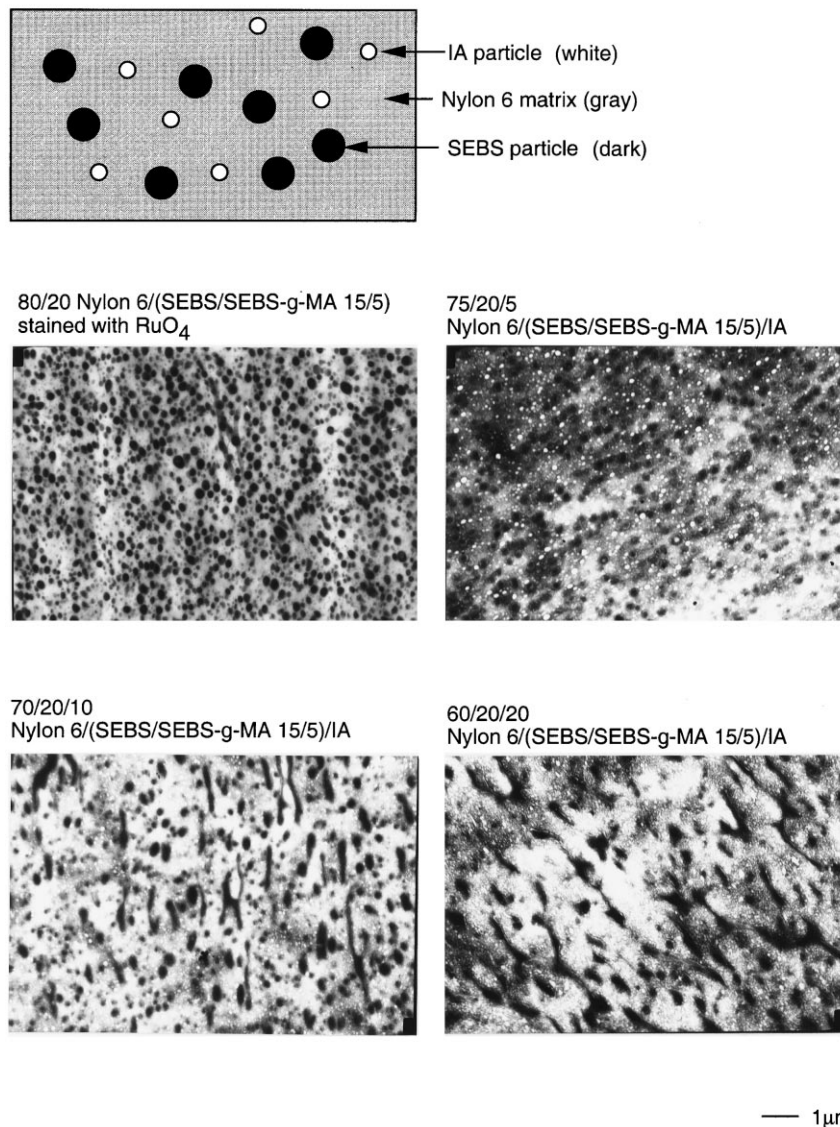 IA particle (white)
Nylon 6 matrix (gray)
SEBS particle (dark)
80/20 Nylon 6/(SEBS/SEBS-g-MA 15/5)
stained with RuO4
75/20/5
Nylon 6/(SEBS/SEBS-g-MA 15/5)/IA
70/20/10
Nylon 6/(SEBS/SEBS-g-MA 15/5)/IA
60/20/20
Nylon 6/(SEBS/SEBS-g-MA 15/5)/IA